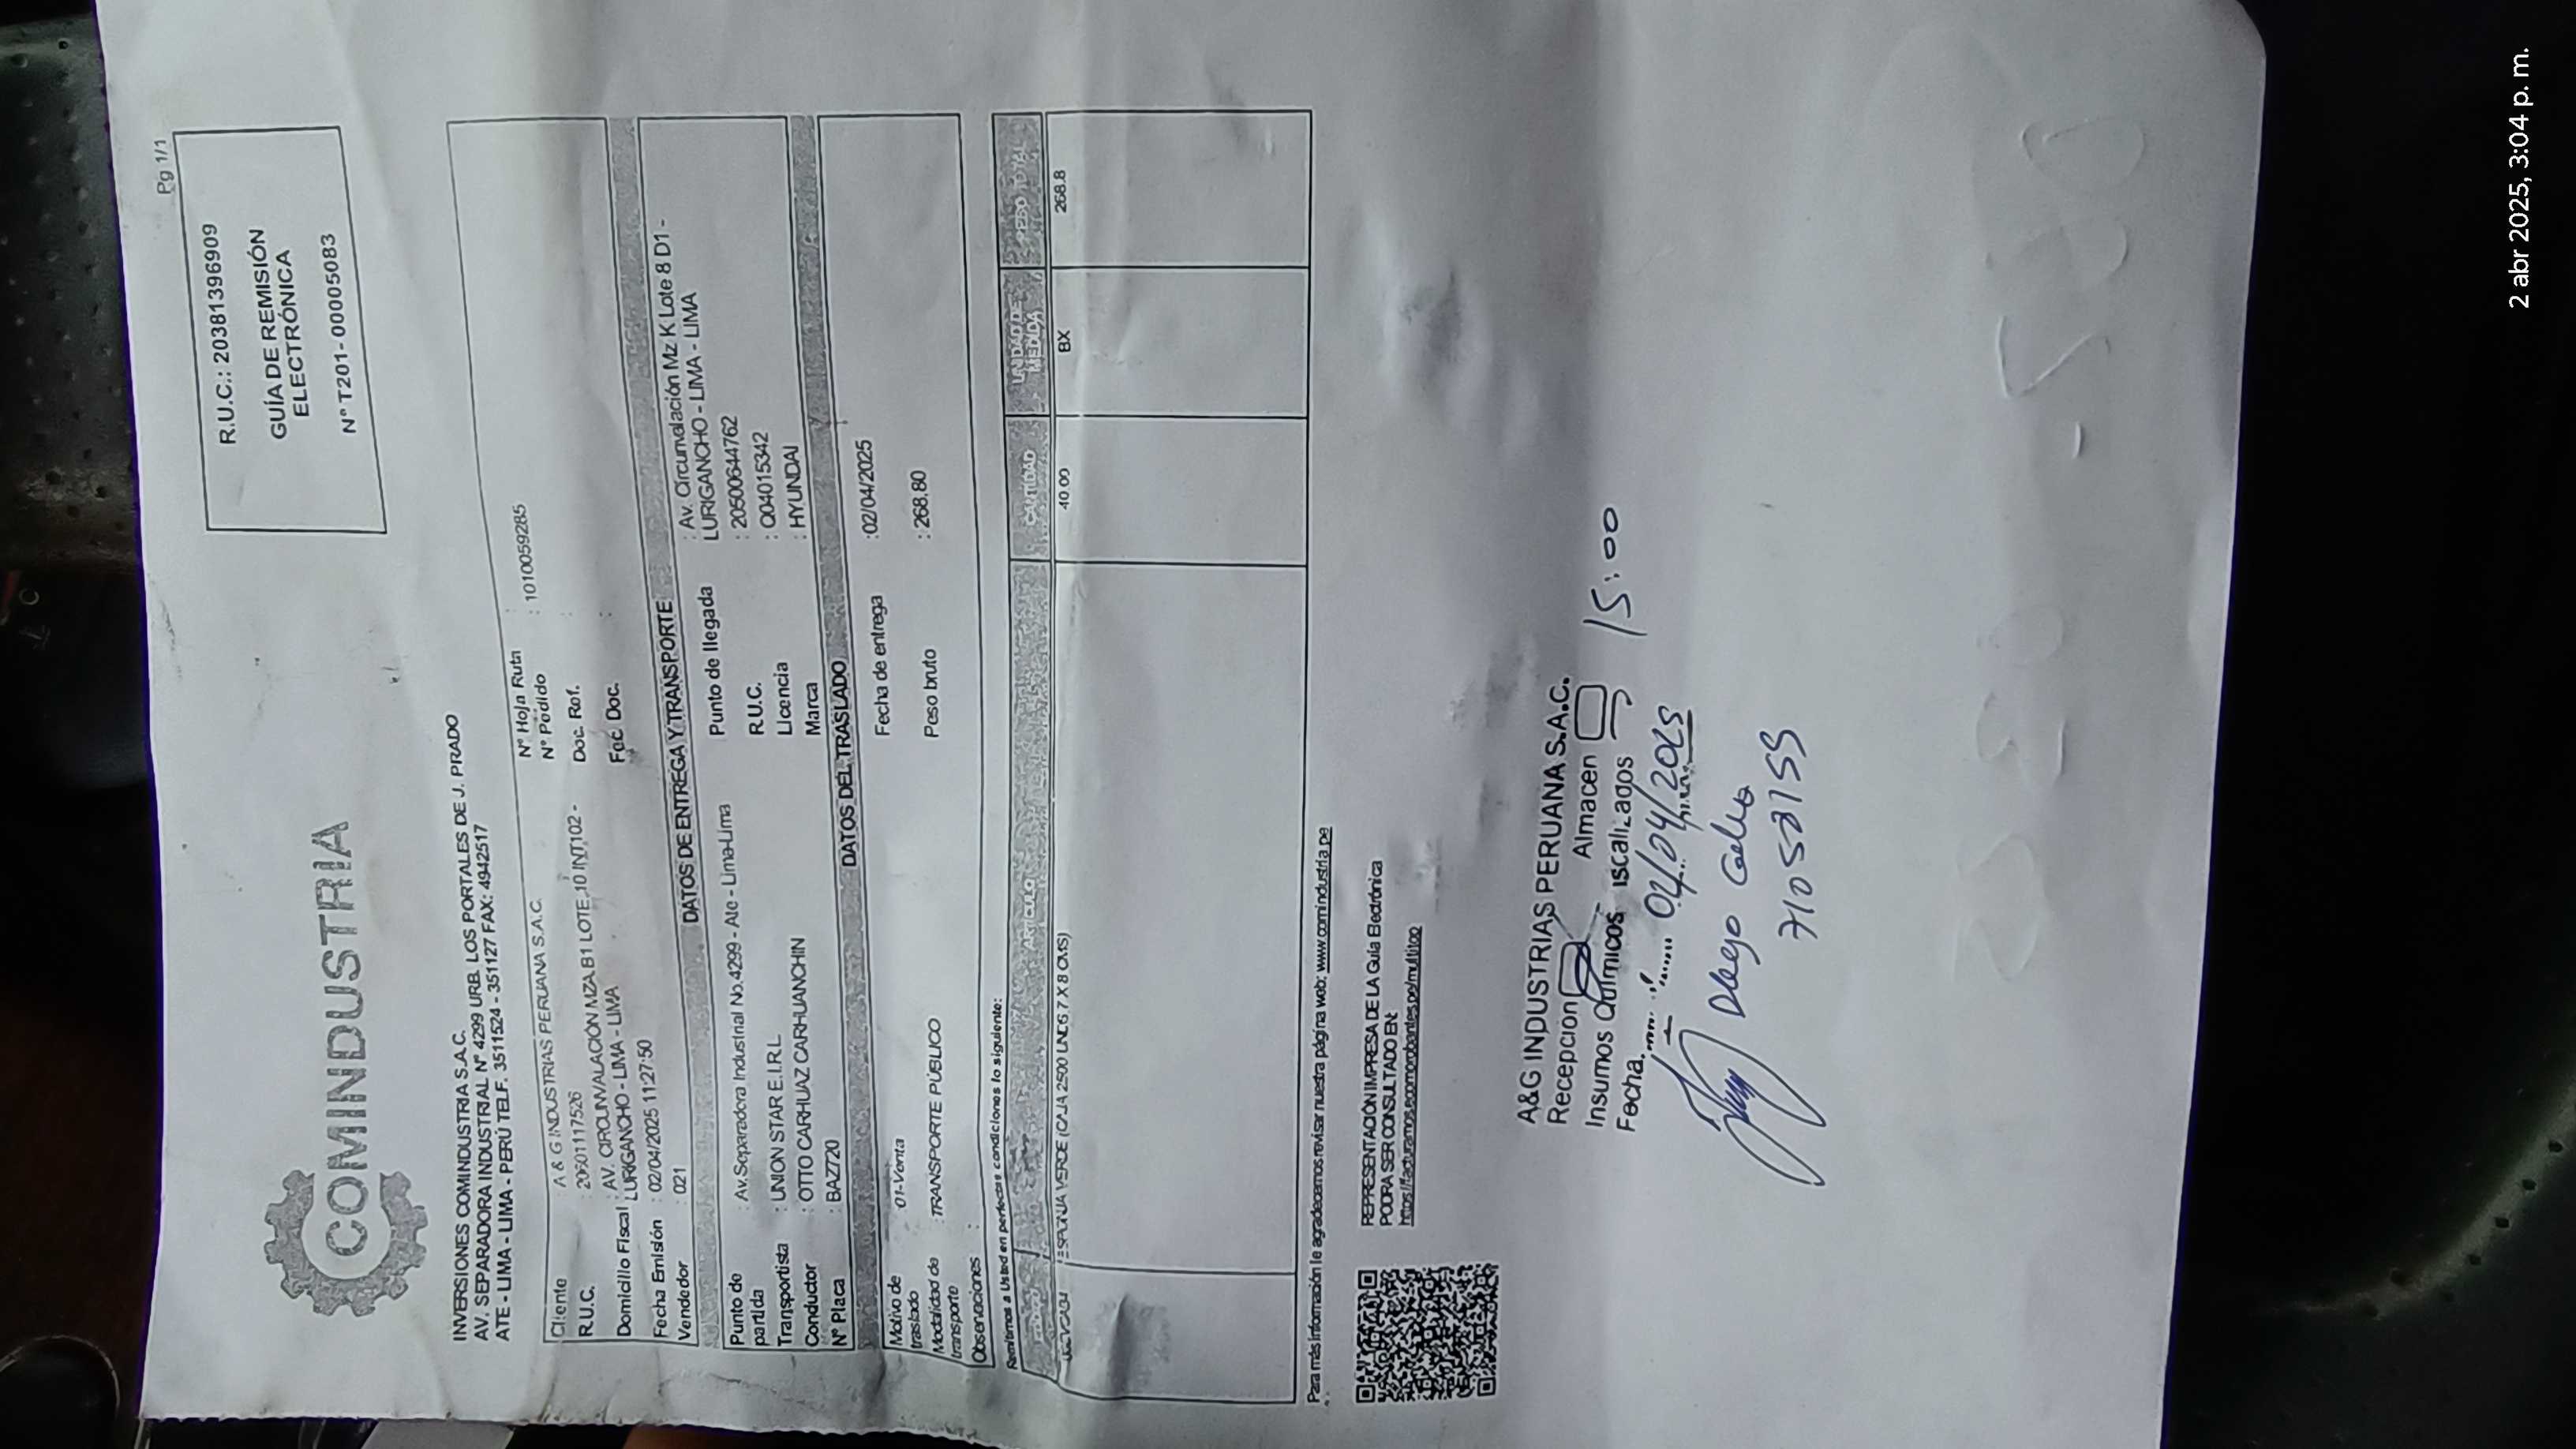 Pg 1/1
COMINDUSTRIA
R.U.C.: 20381396909
GUÍA DE REMISIÓN
ELECTRÓNICA
N° T201- 00005083
INVERSIONES COMINDUSTRIA S.A.C.
AV. SEPARADORA INDUSTRIAL N° 4299 URB. LOS PORTALES DE J. PRADO
ATE - LIMA - LIMA - PERÚ TELF. 3511524 - 351127 FAX: 4942517
Cliente : A & G INDUSTRIAS PERUANA S.A.C. N° Hoja Ruta
N° Pedido : 1010059285
R.U.C. : 20601117526 Doc. Ref. :
Domicilio Fiscal : AV. CIRCUNVALACIÓN MZA B1 LOTE.10 INT102 -
LURIGANCHO - LIMA - LIMA Fec Doc. :
Fecha Emisión : 02/04/2025 11:27:50
Vendedor : 021
DATOS DE ENTREGA Y TRANSPORTE
Punto de partida : Av.Separadora Industrial No.4299 - Ate - Lima-Lima
Punto de llegada : Av. Circunvalación Mz K Lote 8 D1 -
LURIGANCHO - LIMA - LIMA
Transportista : UNION STAR E.I.R.L R.U.C. : 20500644762
Conductor : OTTO CARHUAZ CARHUANCHIN Licencia : Q04015342
N° Placa : BAZ720 Marca : HYUNDAI
DATOS DEL TRASLADO
Motivo de traslado : 01-Venta Fecha de entrega : 02/04/2025
Modalidad de transporte : TRANSPORTE PÚBLICO Peso bruto : 268.80
Observaciones :
Remitimos a Usted en perfectas condiciones lo siguiente:
ARTICULO CANTIDAD UNIDAD DE MEDIDA PESO TOTAL
ESPONJA VERDE (CAJA 2500 UNDS 7 X 8 CMS) 40.00 BX 268.8
Para más información le agradecemos revisar nuestra página web: www.comindustria.pe
REPRESENTACIÓN IMPRESA DE LA Guía Electrónica
PODRA SER CONSULTADO EN:
A&G INDUSTRIAS PERUANA S.A.C.
Recepcion Almacen
Insumos Quimicos
Fecha 02/04/2025 15:00
Diego
71058155
2 abr 2025, 3:04 p. m.